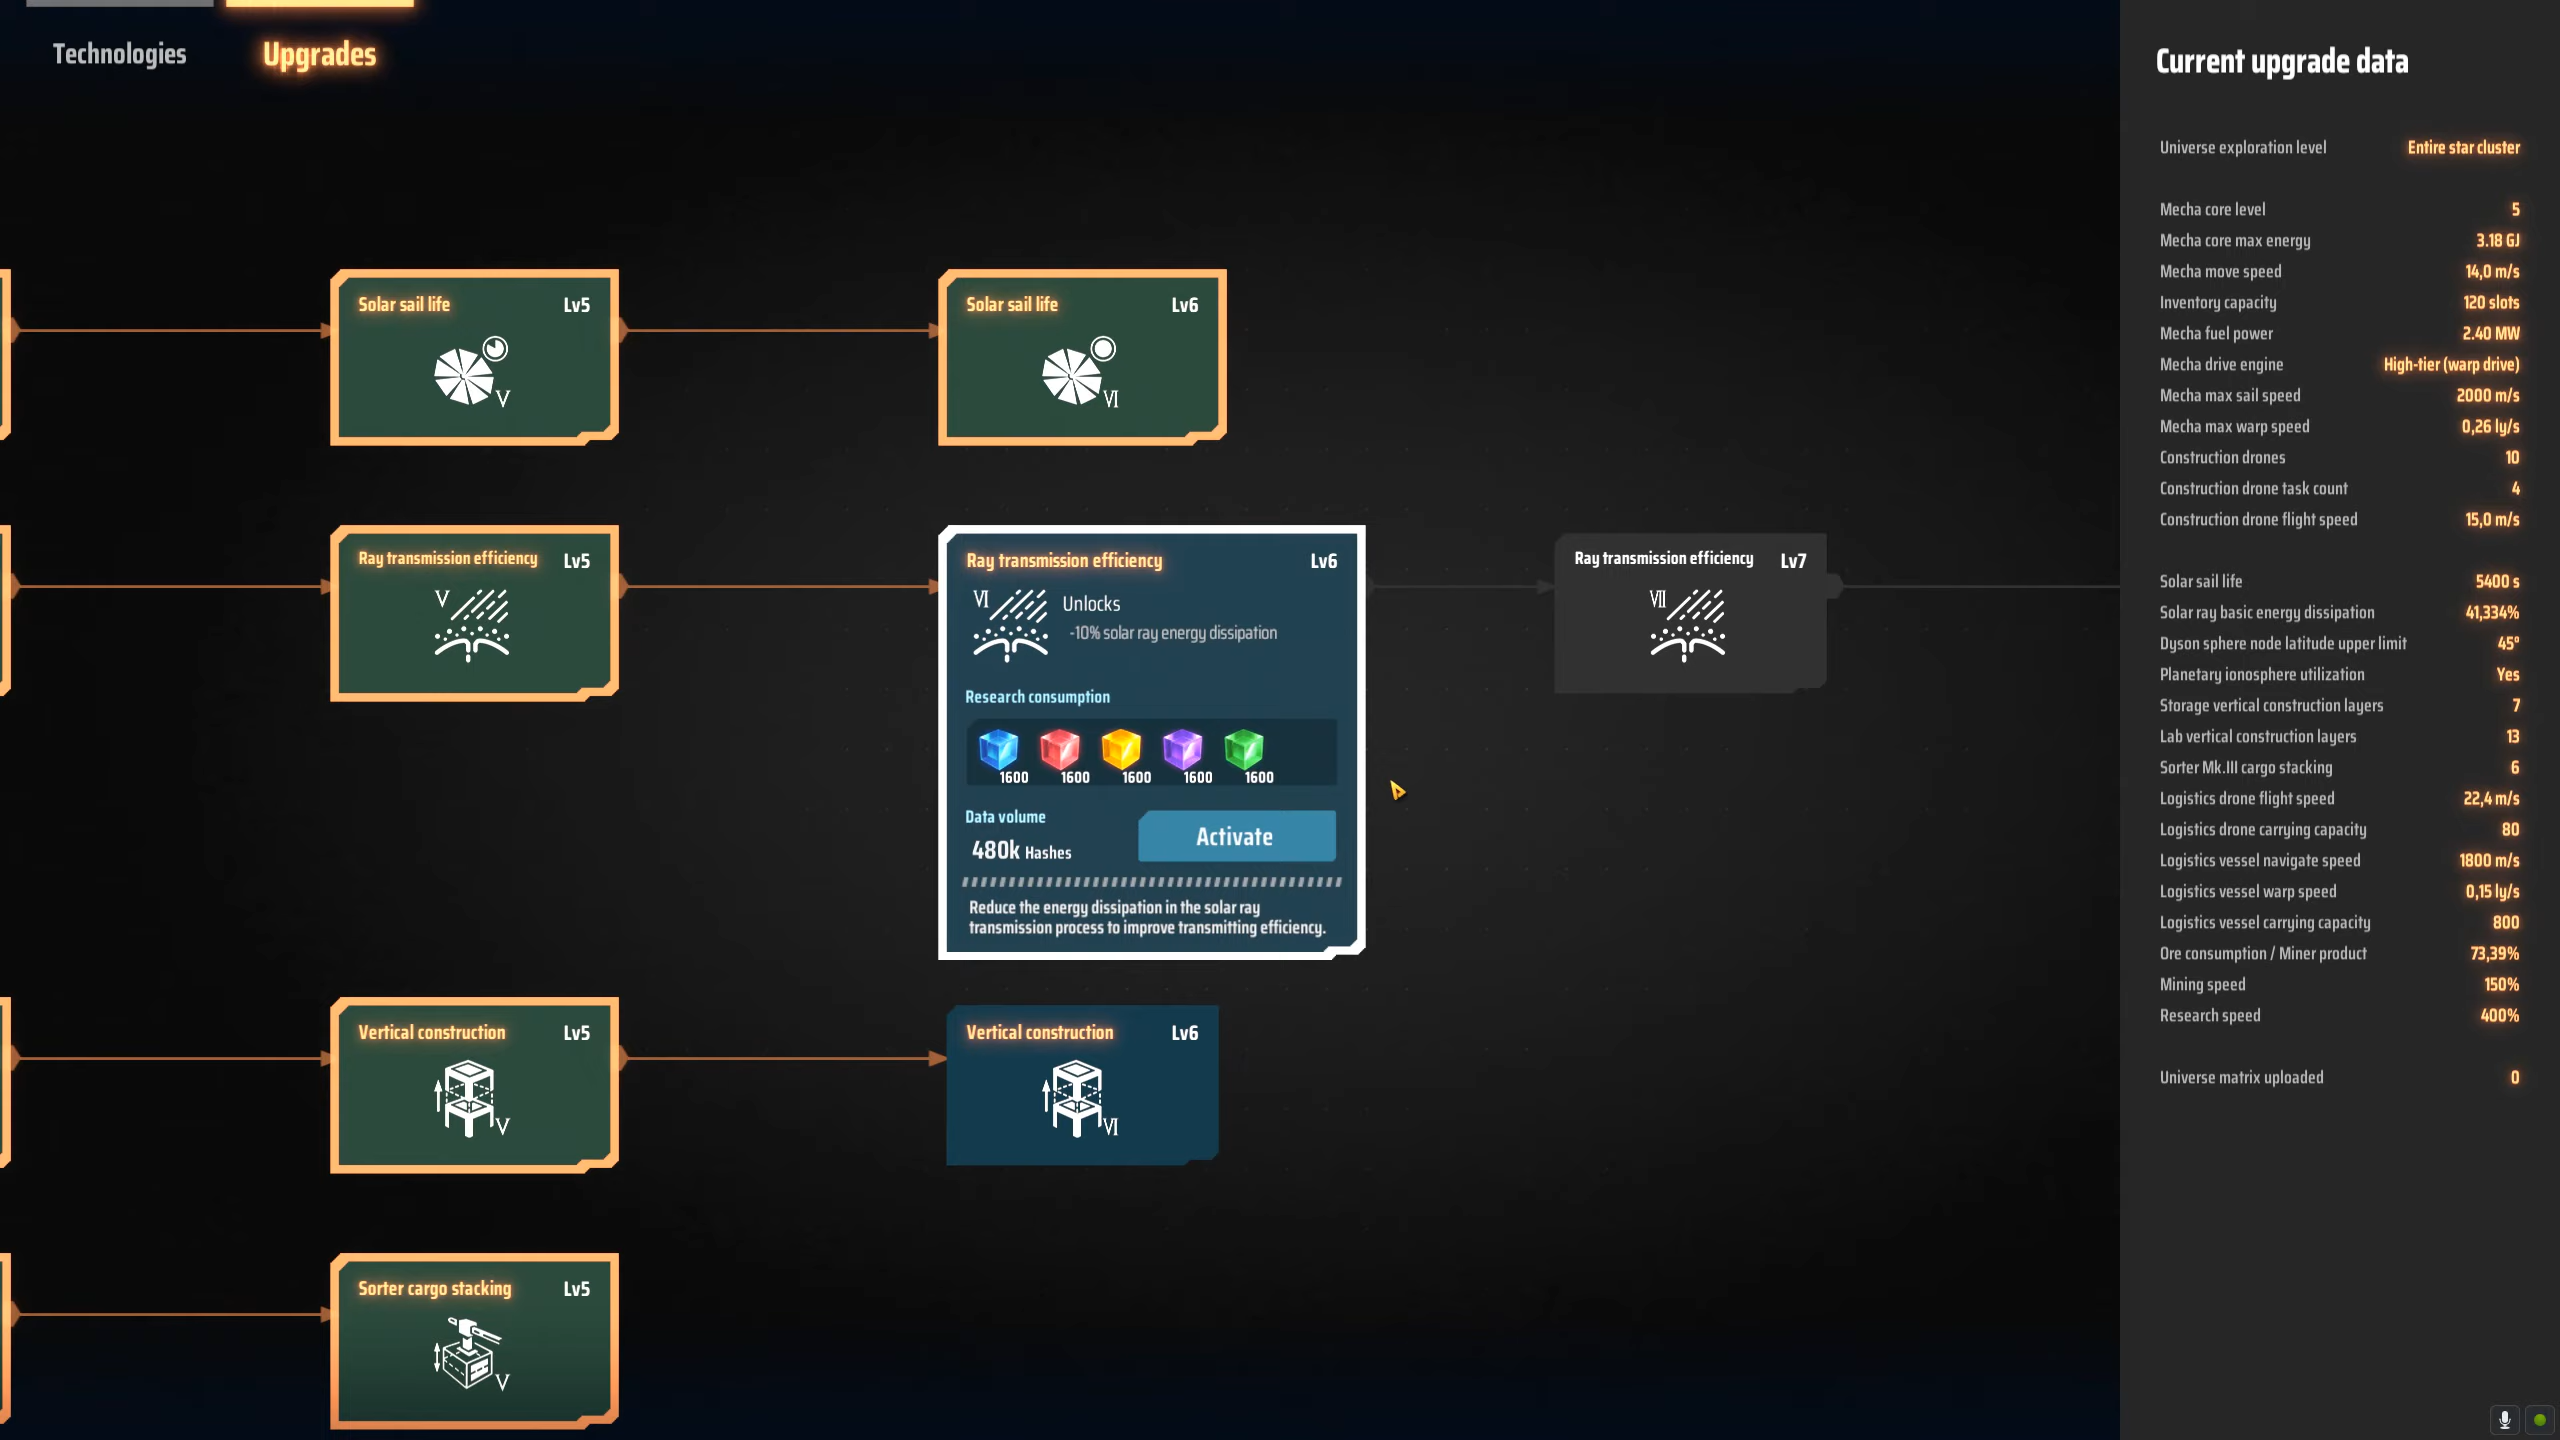 Technologies
Upgrades
Solar sail life Lv5
V
Solar sail life Lv6
VI
Ray transmission efficiency Lv5
V
Ray transmission efficiency Lv6
VI
Unlocks
-10% solar ray energy dissipation
Research consumption
1600 1600 1600 1600 1600
Data volume
480k Hashes
Activate
Reduce the energy dissipation in the solar ray
transmission process to improve transmitting efficiency.
Ray transmission efficiency Lv7
VII
Vertical construction Lv5
V
Vertical construction Lv6
VI
Sorter cargo stacking Lv5
V
Current upgrade data
Universe exploration level Entire star cluster
Mecha core level 5
Mecha core max energy 3.18 GJ
Mecha move speed 14,0 m/s
Inventory capacity 120 slots
Mecha fuel power 2.40 MW
Mecha drive engine High-tier (warp drive)
Mecha max sail speed 2000 m/s
Mecha max warp speed 0,26 ly/s
Construction drones 10
Construction drone task count 4
Construction drone flight speed 15,0 m/s
Solar sail life 5400 s
Solar ray basic energy dissipation 41,334%
Dyson sphere node latitude upper limit 45°
Planetary ionosphere utilization Yes
Storage vertical construction layers 7
Lab vertical construction layers 13
Sorter Mk.III cargo stacking 6
Logistics drone flight speed 22,4 m/s
Logistics drone carrying capacity 80
Logistics vessel navigate speed 1800 m/s
Logistics vessel warp speed 0,15 ly/s
Logistics vessel carrying capacity 800
Ore consumption / Miner product 73,39%
Mining speed 150%
Research speed 400%
Universe matrix uploaded 0